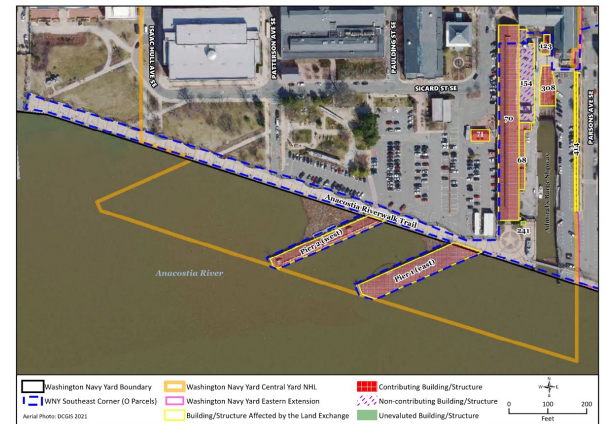 ISAAC HULL AVE SE
PATTERSON AVE SE
PAULDING ST SE
SICARD ST SE
PARSONS AVE SE
123
154
308
70
71
68
414
241
Anacostia Riverwalk Trail
Pier 2 (west)
Pier 1 (east)
Anacostia River
Washington Navy Yard Boundary
Washington Navy Yard Central Yard NHL
Contributing Building/Structure
WNY Southeast Corner (O Parcels)
Washington Navy Yard Eastern Extension
Non-contributing Building/Structure
Aerial Photo: DCGIS 2021
Building/Structure Affected by the Land Exchange
Unevaluted Building/Structure
N
W
E
S
0 100 200
Feet